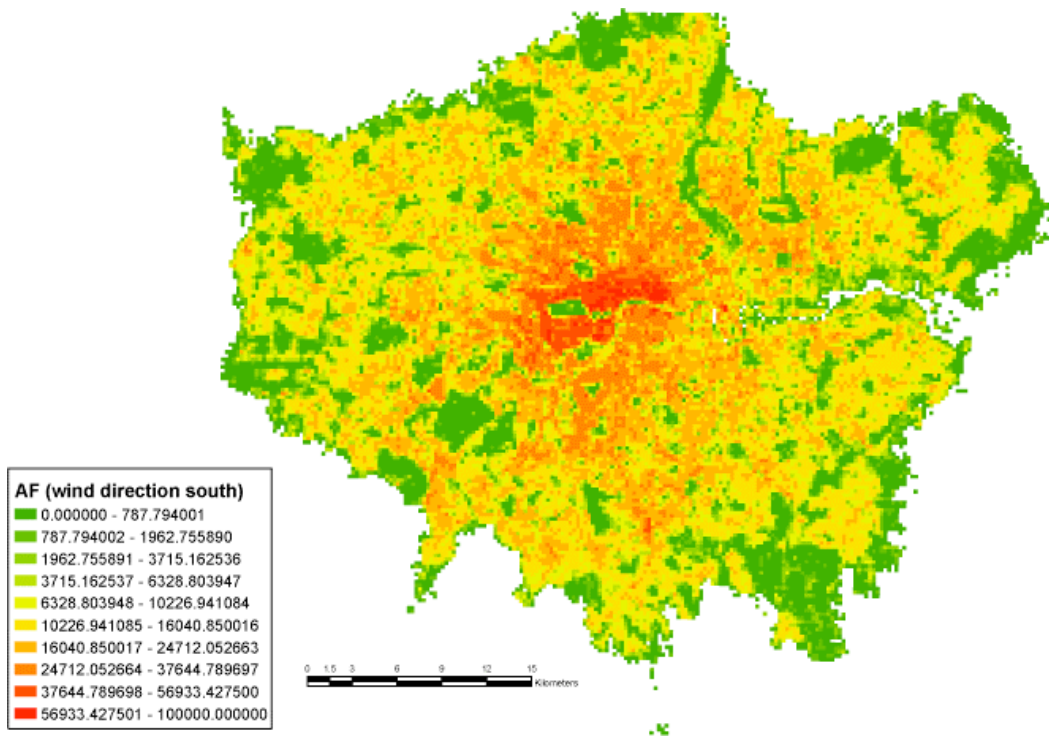 AF (wind direction south)
0.000000 - 787.794001
787.794002 - 1962.755890
1962.755891 - 3715.162536
3715.162537 - 6328.803947
6328.803948 - 10226.941084
10226.941085 - 16040.850016
16040.850017 - 24712.052663
24712.052664 - 37644.789697
37644.789698 - 56933.427500
56933.427501 - 100000.000000
0 1.5 3 6 9 12 15
Kilometers